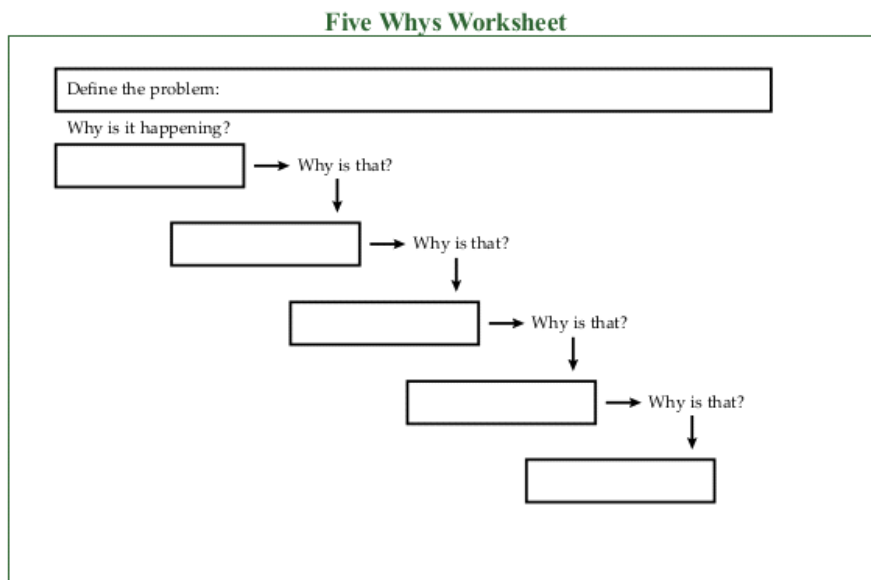 Five Whys Worksheet
Define the problem:
Why is it happening?
Why is that?
Why is that?
Why is that?
Why is that?